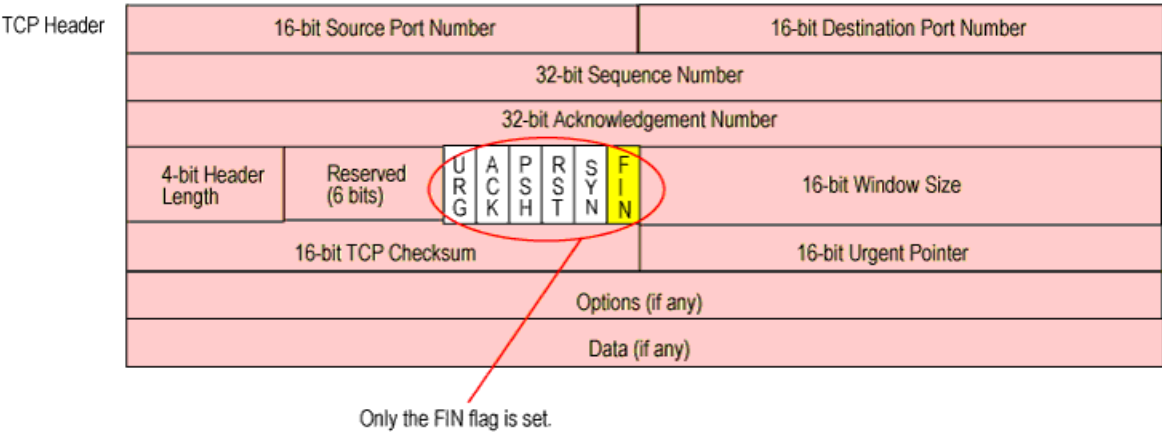 TCP Header
16-bit Source Port Number
16-bit Destination Port Number
32-bit Sequence Number
32-bit Acknowledgement Number
4-bit Header
Length
Reserved
(6 bits)
URG
ACK
PSH
RST
SYN
FIN
16-bit Window Size
16-bit TCP Checksum
16-bit Urgent Pointer
Options (if any)
Data (if any)
Only the FIN flag is set.